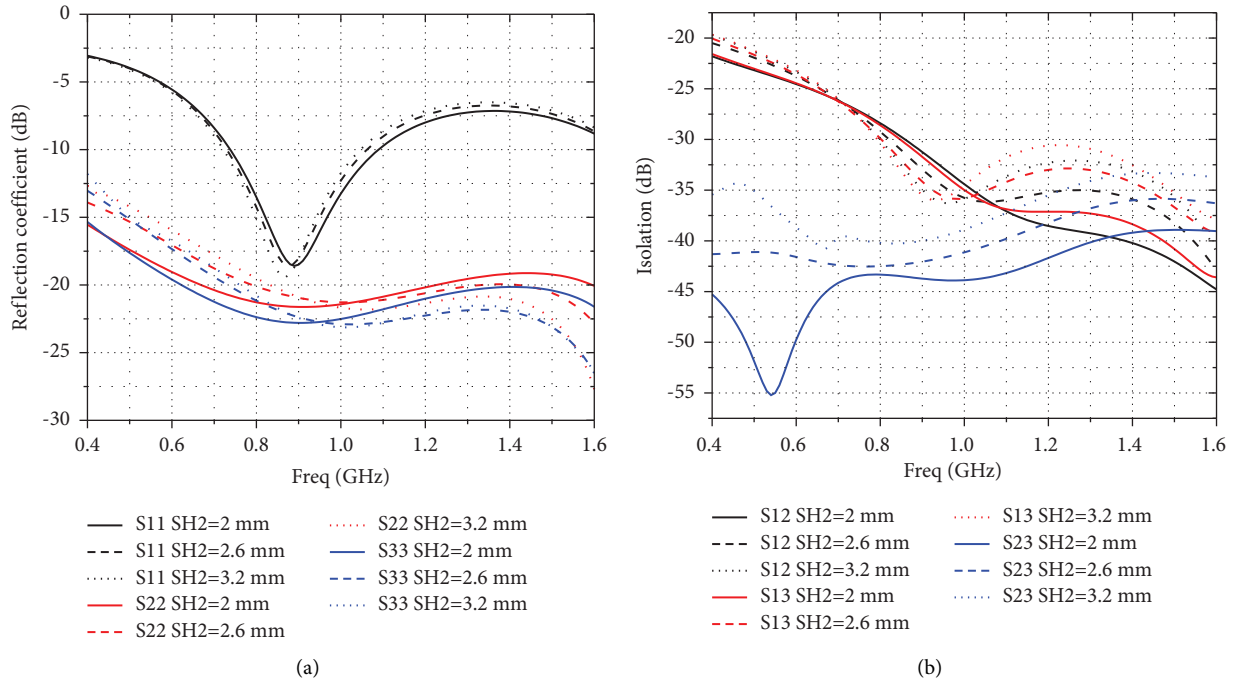 0
-5
-10
-15
-20
-25
-30
Reflection coefficient (dB)
0.4 0.6 0.8 1.0 1.2 1.4 1.6
Freq (GHz)
S11 SH2=2 mm
S11 SH2=2.6 mm
S11 SH2=3.2 mm
S22 SH2=2 mm
S22 SH2=2.6 mm
S22 SH2=3.2 mm
S33 SH2=2 mm
S33 SH2=2.6 mm
S33 SH2=3.2 mm
(a)
-20
-25
-30
-35
-40
-45
-50
-55
Isolation (dB)
0.4 0.6 0.8 1.0 1.2 1.4 1.6
Freq (GHz)
S12 SH2=2 mm
S12 SH2=2.6 mm
S12 SH2=3.2 mm
S13 SH2=2 mm
S13 SH2=2.6 mm
S13 SH2=3.2 mm
S23 SH2=2 mm
S23 SH2=2.6 mm
S23 SH2=3.2 mm
(b)